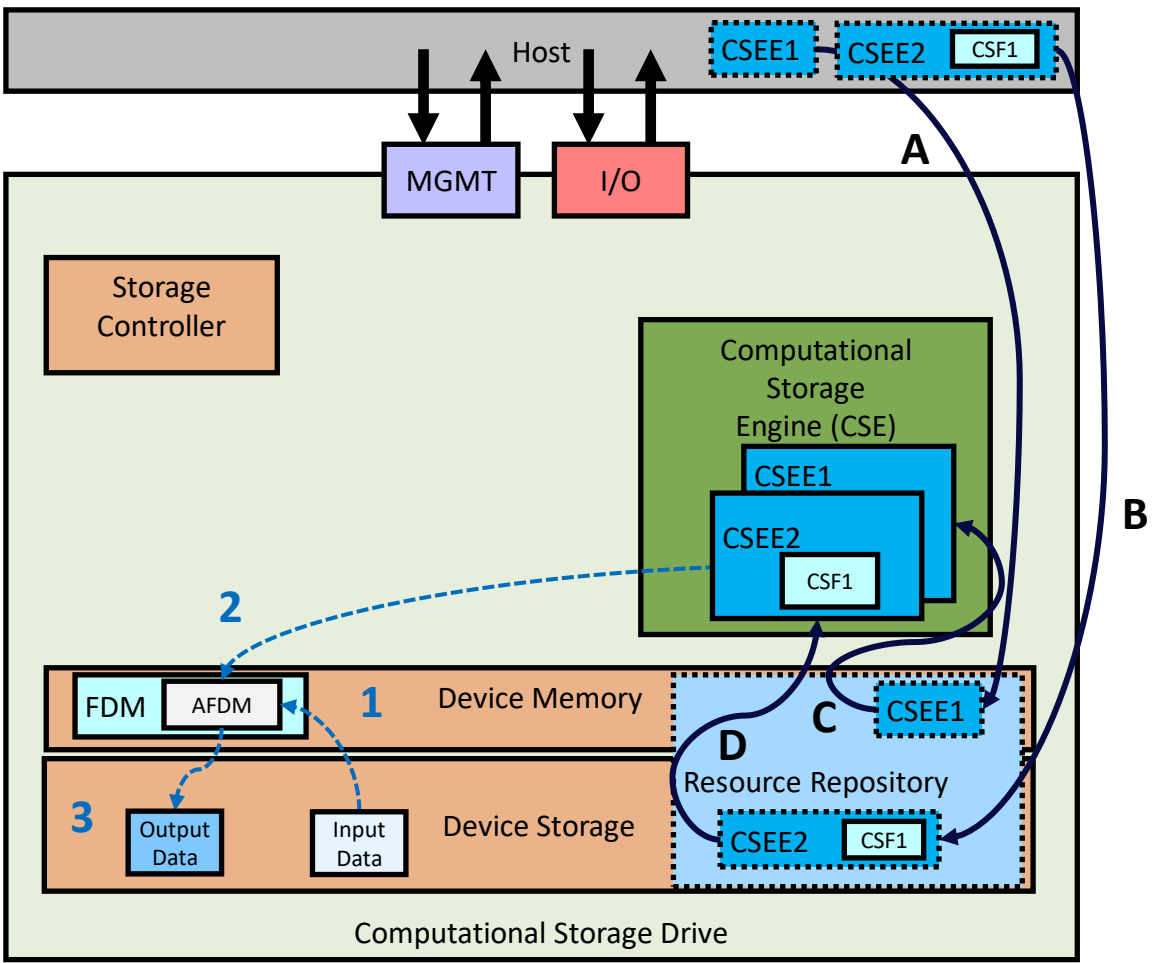 Host
CSEE1
CSEE2
CSF1
A
MGMT
I/O
Storage
Controller
Computational
Storage
Engine (CSE)
CSEE1
CSEE2
CSF1
B
2
FDM
AFDM
1
Device Memory
CSEE1
C
D
Resource Repository
3
Output
Data
Input
Data
Device Storage
CSEE2
CSF1
Computational Storage Drive